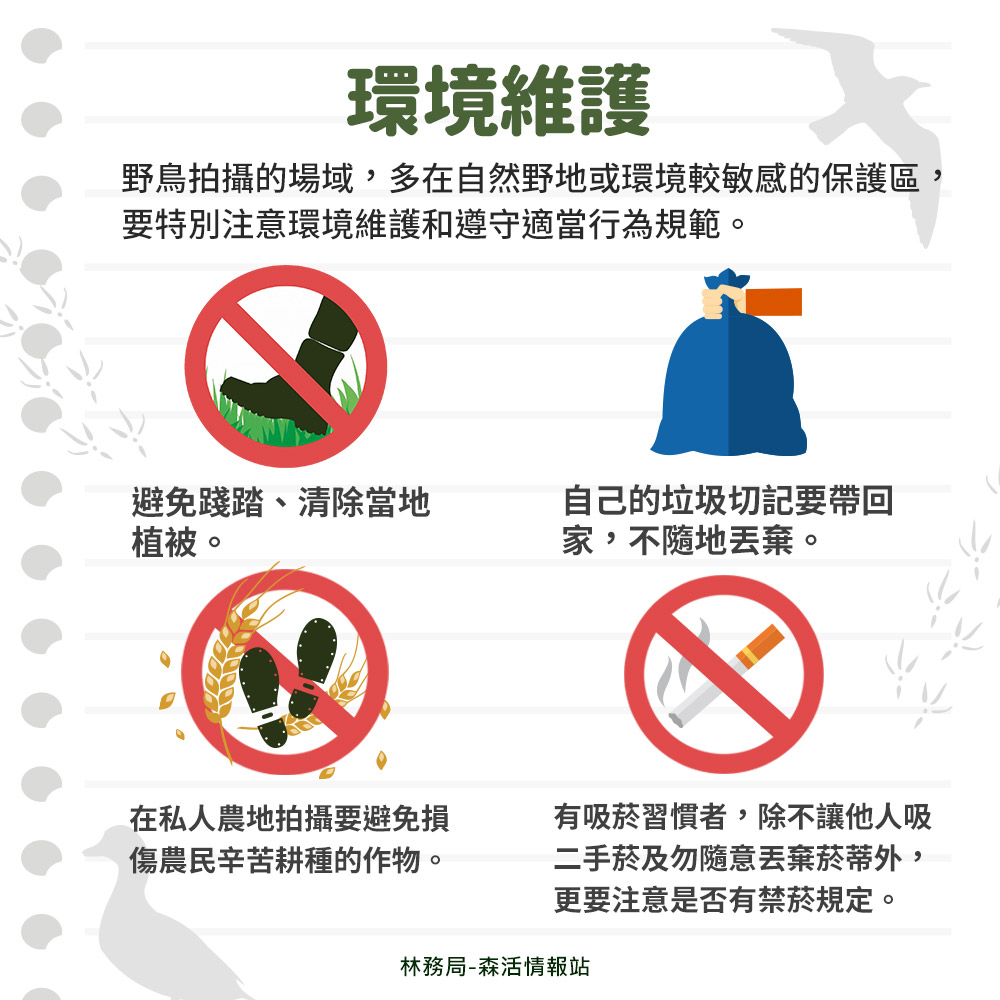 環境維護
野鳥拍攝的場域，多在自然野地或環境較敏感的保護區，
要特別注意環境維護和遵守適當行為規範。
避免踐踏、清除當地
植被。
自己的垃圾切記要帶回
家，不隨地丟棄。
在私人農地拍攝要避免損
傷農民辛苦耕種的作物。
有吸菸習慣者，除不讓他人吸
二手菸及勿隨意丟棄菸蒂外，
更要注意是否有禁菸規定。
林務局-森活情報站